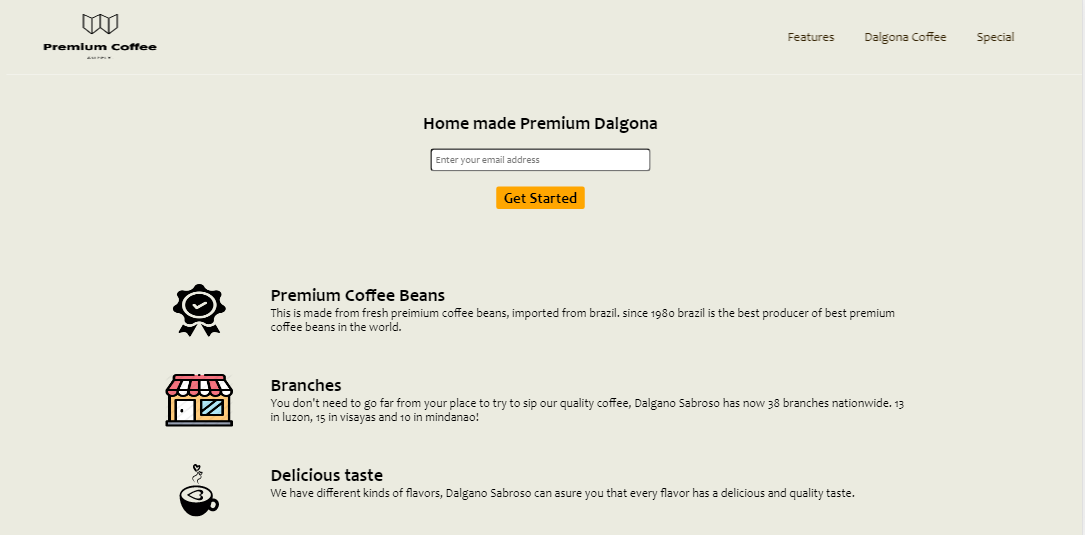 Premium Coffee
Features
Dalgona Coffee
Special
Home made Premium Dalgona
Enter your email address
Get Started
Premium Coffee Beans
This is made from fresh preimium coffee beans, imported from brazil. since 1980 brazil is the best producer of best premium
coffee beans in the world.
Branches
You don't need to go far from your place to try to sip our quality coffee, Dalgano Sabroso has now 38 branches nationwide. 13
in luzon, 15 in visayas and 10 in mindanao!
Delicious taste
We have different kinds of flavors, Dalgano Sabroso can asure you that every flavor has a delicious and quality taste.